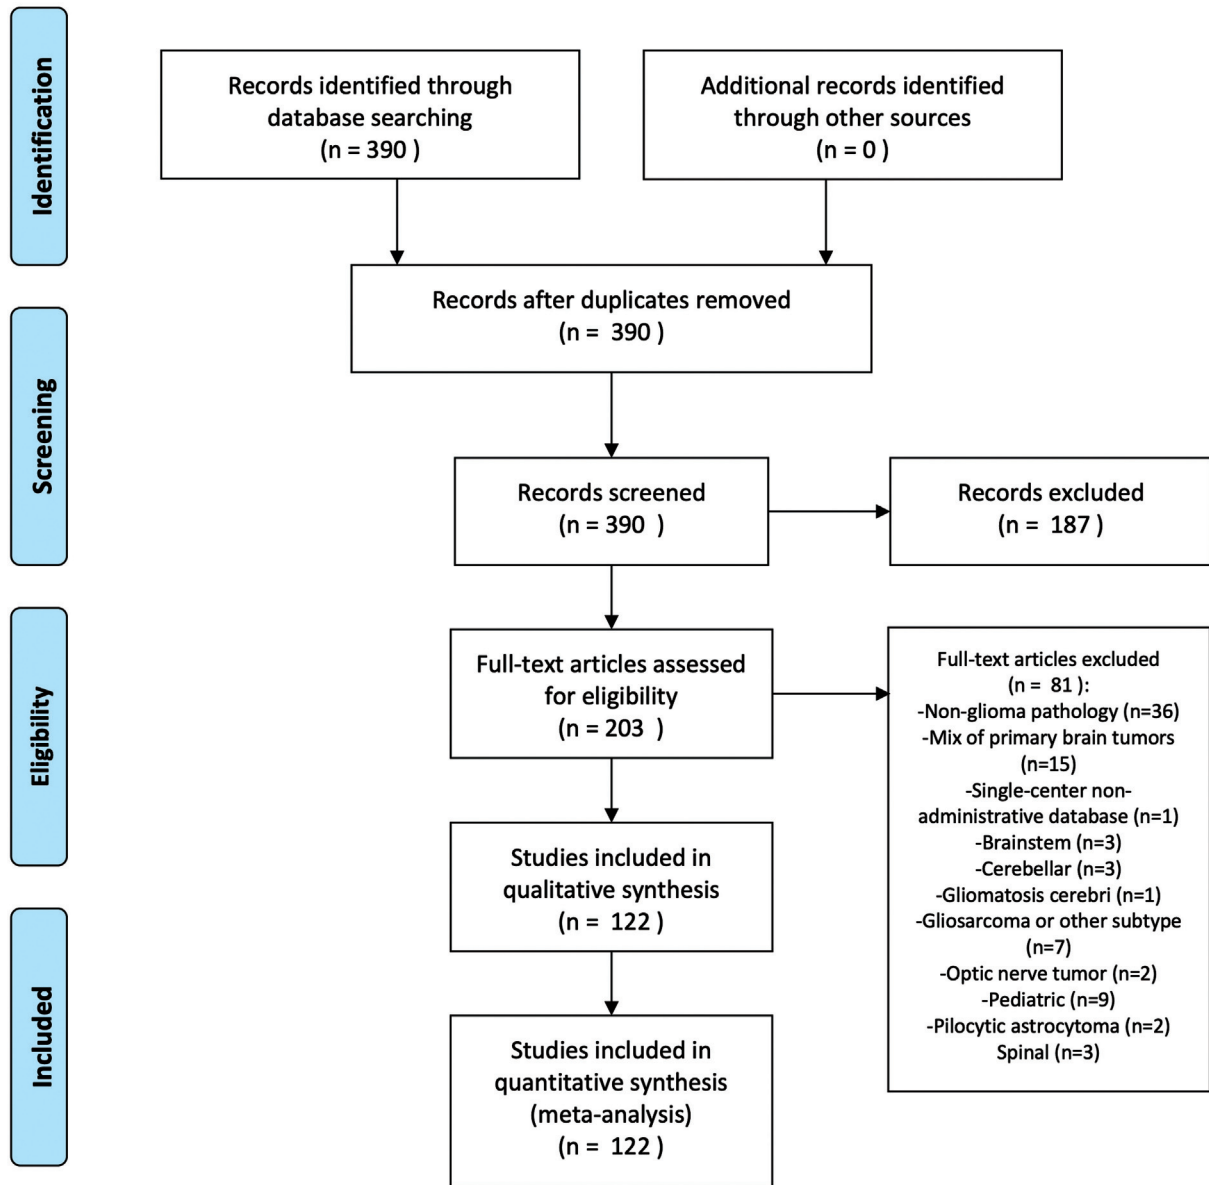 Identification
Records identified through
database searching
(n = 390 )
Additional records identified
through other sources
(n = 0 )
Records after duplicates removed
(n =  390 )
Screening
Records screened
(n = 390  )
Records excluded
(n =  187 )
Eligibility
Full-text articles assessed
for eligibility
(n = 203  )
Full-text articles excluded
(n =  81 ):
-Non-glioma pathology (n=36)
-Mix of primary brain tumors
(n=15)
-Single-center non-
administrative database (n=1)
-Brainstem (n=3)
-Cerebellar (n=3)
-Gliomatosis cerebri (n=1)
-Gliosarcoma or other subtype
(n=7)
-Optic nerve tumor (n=2)
-Pediatric (n=9)
-Pilocytic astrocytoma (n=2)
Spinal (n=3)
Studies included in
qualitative synthesis
(n =  122 )
Included
Studies included in
quantitative synthesis
(meta-analysis)
(n =  122 )